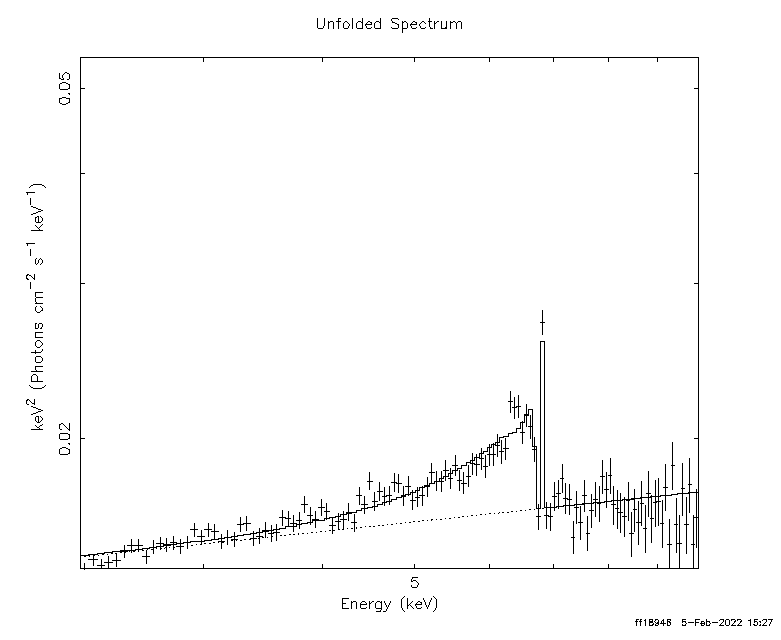 Unfolded Spectrum
0.05
keV² (Photons cm⁻² s⁻¹ keV⁻¹)
0.02
5
Energy (keV)
ff18948 5-Feb-2022 15:27